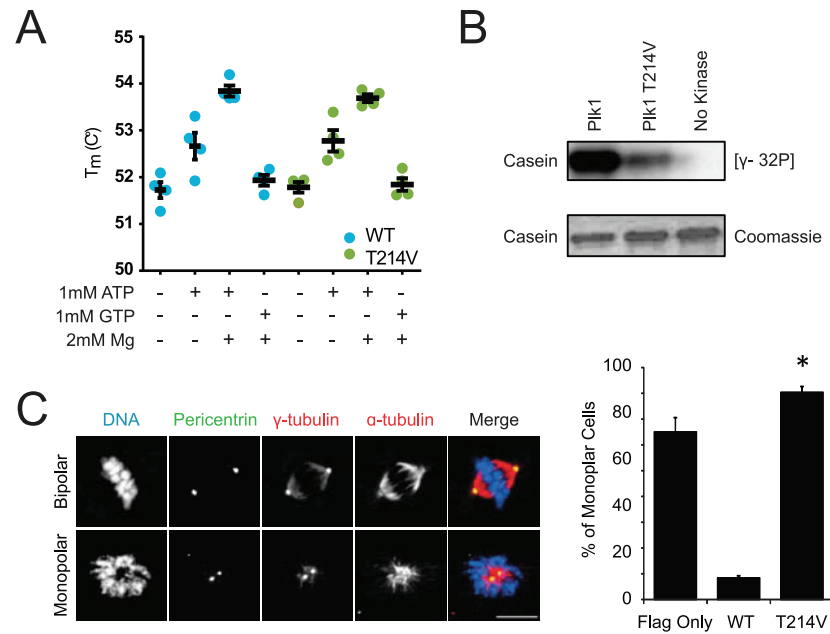 A
55
54
53
52
51
50
Tm (C°)
WT
T214V
1mM ATP - + + - - + + -
1mM GTP - - - + - - - +
2mM Mg - - + + - - + +
B
Plk1
Plk1 T214V
No Kinase
Casein [γ- 32P]
Casein Coomassie
C
DNA Pericentrin γ-tubulin α-tubulin Merge
Bipolar
Monopolar
% of Monoplar Cells
100
80
60
40
20
0
*
Flag Only WT T214V